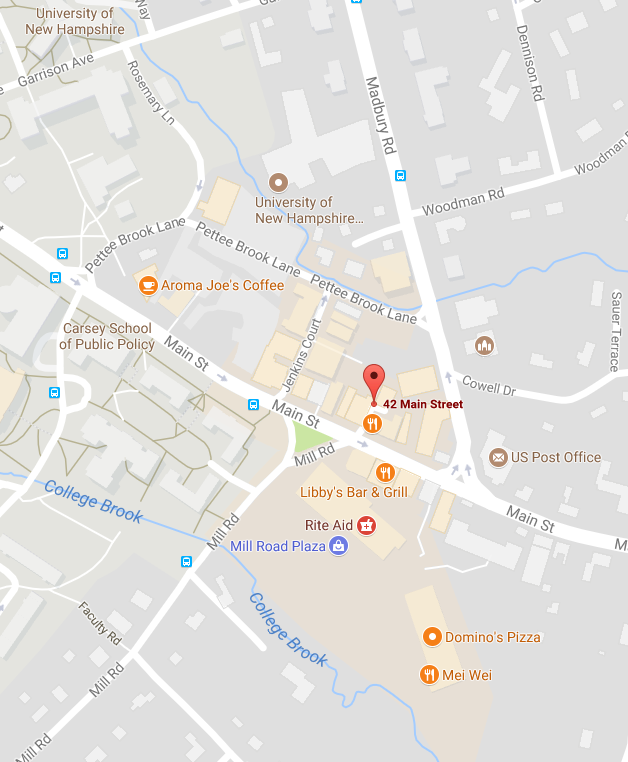 University of
New Hampshire
Way
Ga
Garrison Ave
Rosemary Ln
Madbury Rd
Dennison Rd
Woodman R
Woodman Rd
University of
New Hampshire...
Pettee Brook Lane
Pettee Brook Lane
Pettee Brook Lane
Aroma Joe's Coffee
Carsey School
of Public Policy
Main St
Jenkins Court
Sauer Terrace
Cowell Dr
42 Main Street
Main St
Mill Rd
US Post Office
Libby's Bar & Grill
College Brook
Rite Aid
Mill Road Plaza
Mill Rd
Main St
M
College Brook
Faculty Rd
Domino's Pizza
Mei Wei
Mill Rd
Mill Rd